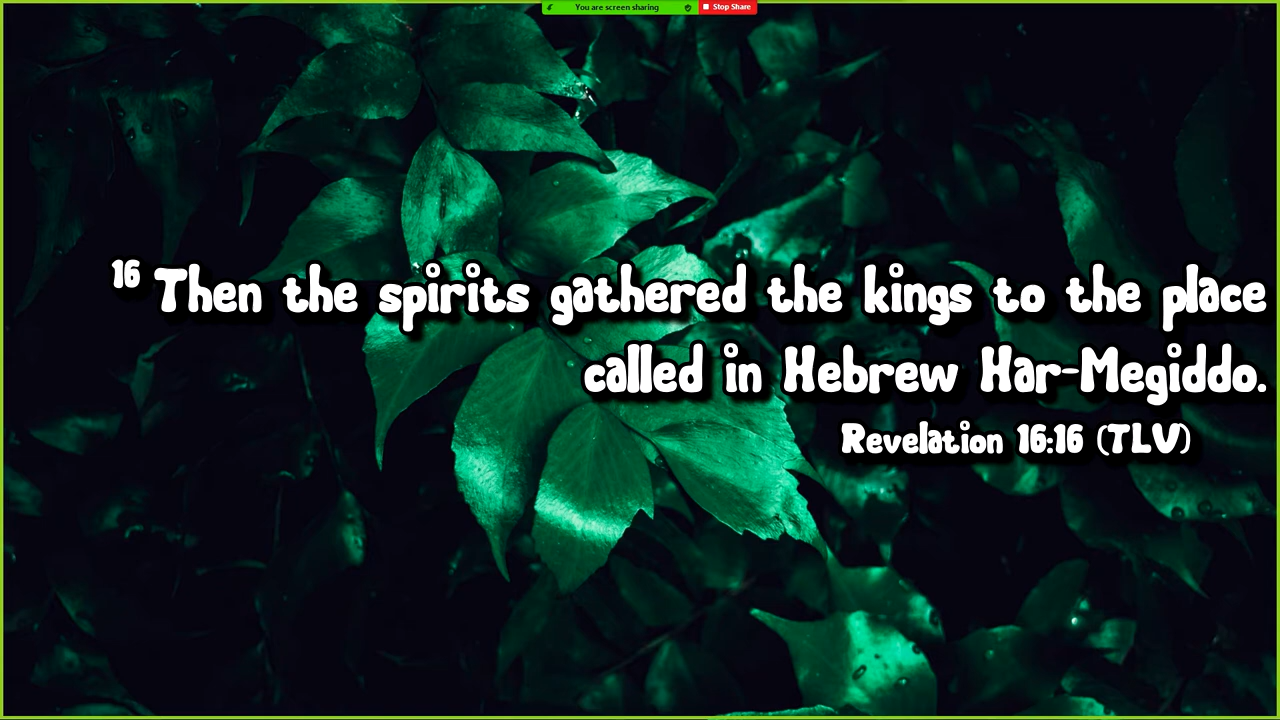 You are screen sharing Stop Share
16 Then the spirits gathered the kings to the place
called in Hebrew Har-Megiddo.
Revelation 16:16 (TLV)